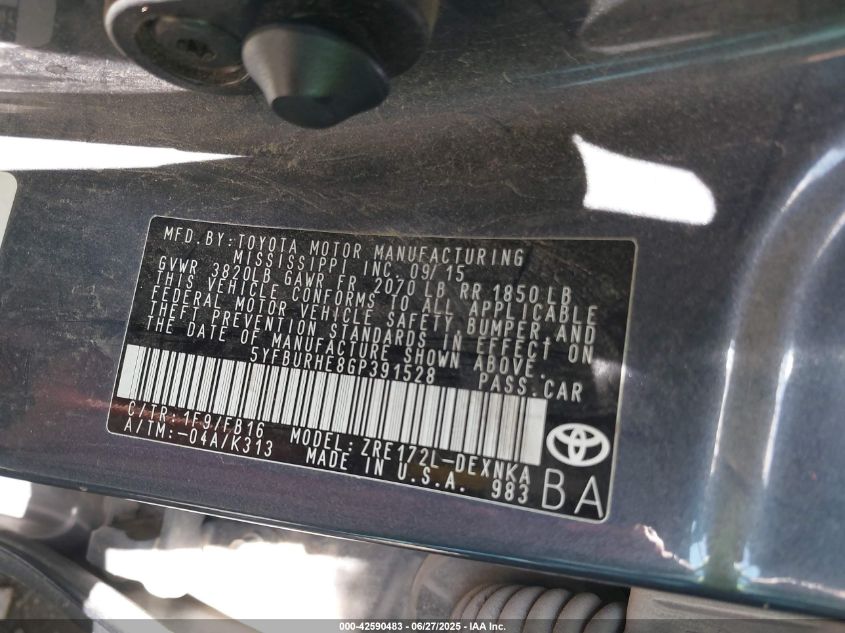 MFD. BY: TOYOTA MOTOR MANUFACTURING
MISSISSIPPI INC. 09/15
GVWR 3820LB GAWR FR 2070 LB RR 1850 LB
THIS VEHICLE CONFORMS TO ALL APPLICABLE
FEDERAL MOTOR VEHICLE SAFETY, BUMPER, AND
THEFT PREVENTION STANDARDS IN EFFECT ON
THE DATE OF MANUFACTURE SHOWN ABOVE.
5YFBURHE8GP391528 PASS. CAR
C/TR: 1F9/FB16 MODEL: ZRE172L-DEXNKA
A/TM: -04A/K313 MADE IN U.S.A. 983
BA
000-42590483 - 06/27/2025 - IAA Inc.